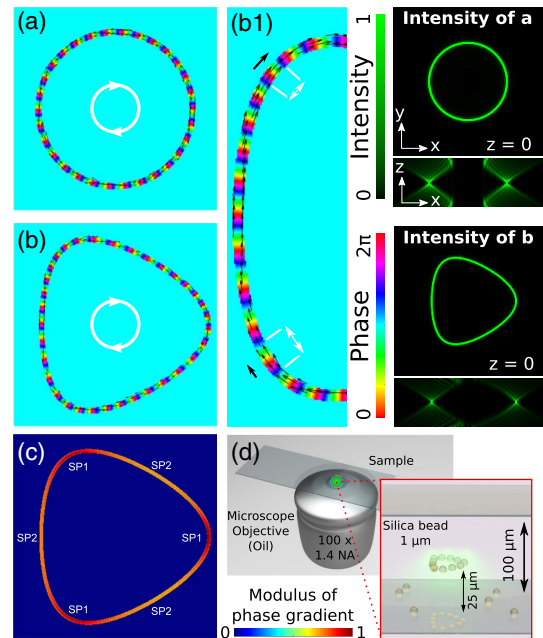 (a)
(b1)
1
Intensity
0
Intensity of a
y
x
z = 0
z
x
(b)
2π
Phase
0
Intensity of b
z = 0
(c)
SP1
SP2
SP2
SP1
SP1
SP2
(d)
Sample
Microscope
Objective
(Oil)
100 x
1.4 NA
Silica bead
1 µm
100 µm
25 µm
Modulus of
phase gradient
0
1